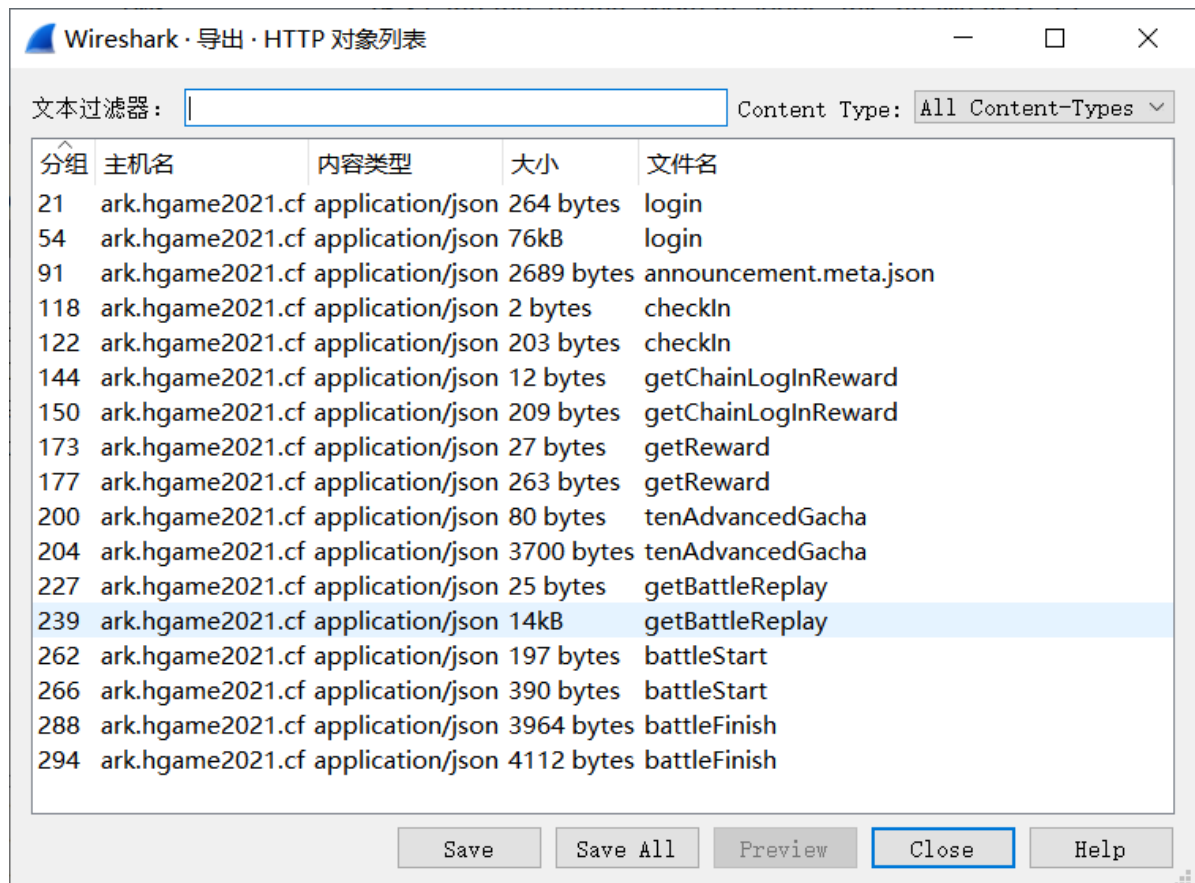 Wireshark · 导出 · HTTP 对象列表
文本过滤器: Content Type: All Content-Types
分组 主机名 内容类型 大小 文件名
21 ark.hgame2021.cf application/json 264 bytes login
54 ark.hgame2021.cf application/json 76kB login
91 ark.hgame2021.cf application/json 2689 bytes announcement.meta.json
118 ark.hgame2021.cf application/json 2 bytes checkIn
122 ark.hgame2021.cf application/json 203 bytes checkIn
144 ark.hgame2021.cf application/json 12 bytes getChainLogInReward
150 ark.hgame2021.cf application/json 209 bytes getChainLogInReward
173 ark.hgame2021.cf application/json 27 bytes getReward
177 ark.hgame2021.cf application/json 263 bytes getReward
200 ark.hgame2021.cf application/json 80 bytes tenAdvancedGacha
204 ark.hgame2021.cf application/json 3700 bytes tenAdvancedGacha
227 ark.hgame2021.cf application/json 25 bytes getBattleReplay
239 ark.hgame2021.cf application/json 14kB getBattleReplay
262 ark.hgame2021.cf application/json 197 bytes battleStart
266 ark.hgame2021.cf application/json 390 bytes battleStart
288 ark.hgame2021.cf application/json 3964 bytes battleFinish
294 ark.hgame2021.cf application/json 4112 bytes battleFinish
Save Save All Preview Close Help